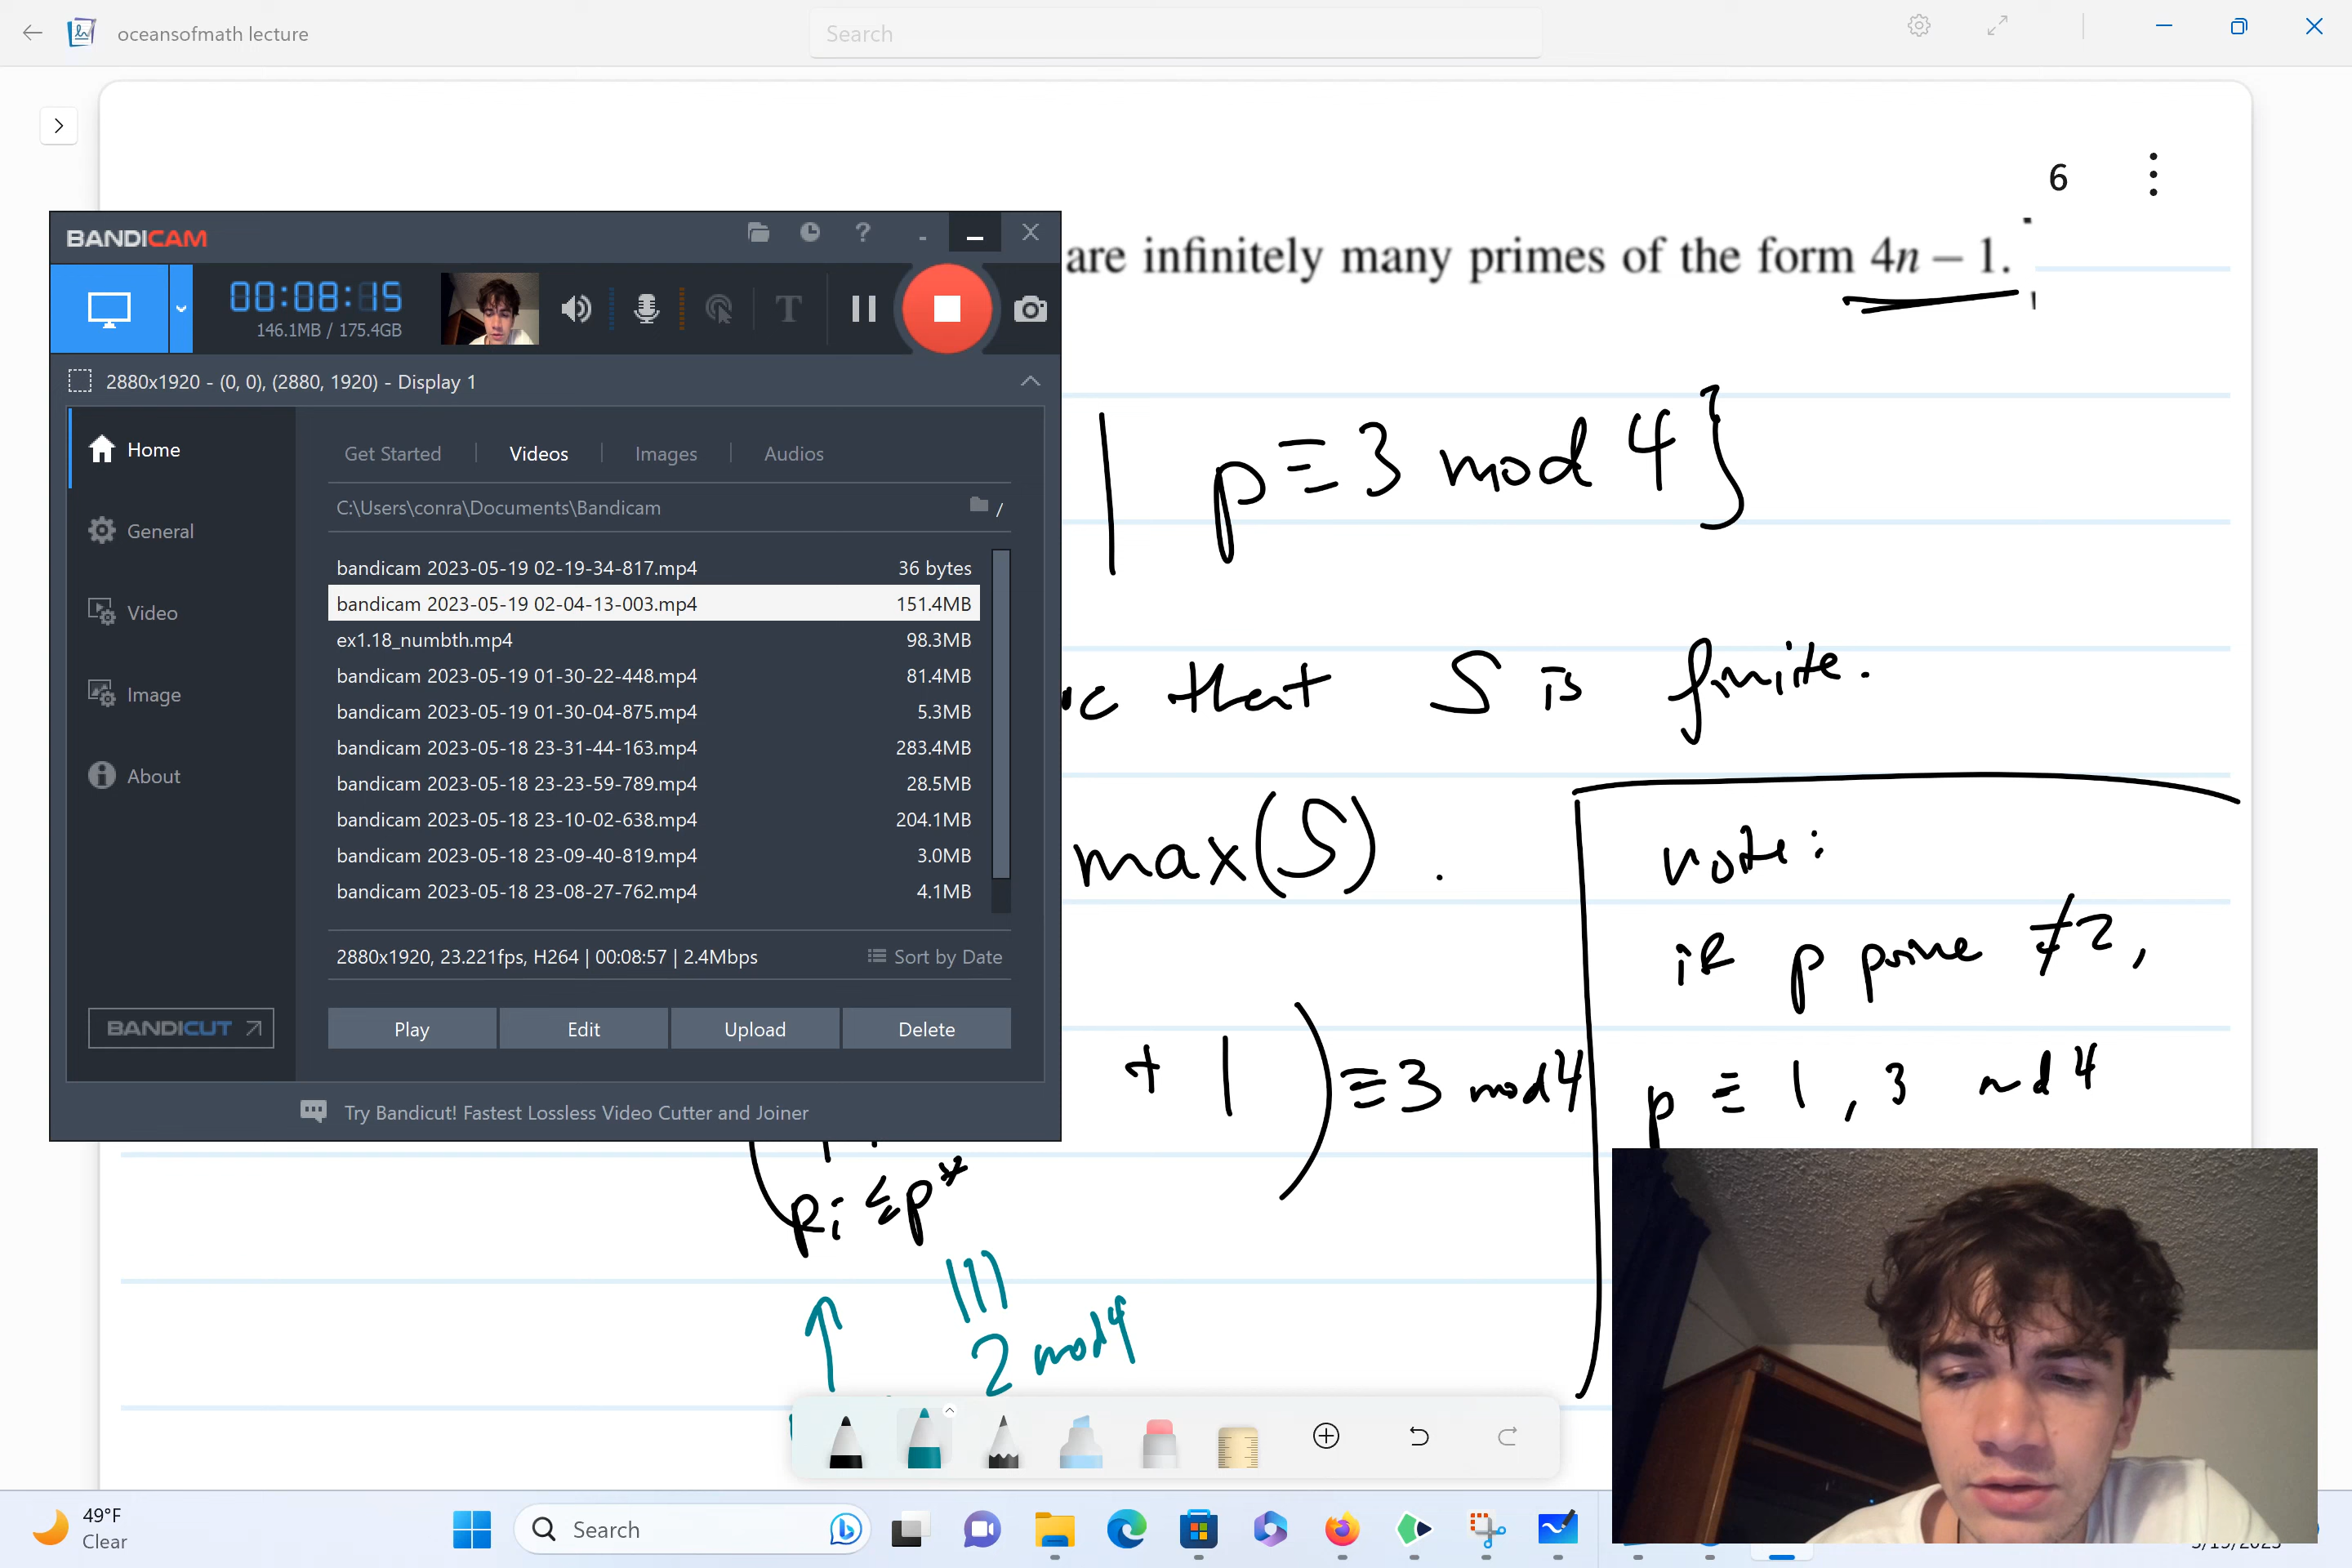 oceansofmath lecture
Search
6
are infinitely many primes of the form 4n − 1.
BANDICAM
00:08:15
146.1MB / 175.4GB
T
2880x1920 - (0, 0), (2880, 1920) - Display 1
Home
General
Video
Image
About
BANDICUT
Get Started
Videos
Images
Audios
C:\Users\conra\Documents\Bandicam
/
bandicam 2023-05-19 02-19-34-817.mp4 36 bytes
bandicam 2023-05-19 02-04-13-003.mp4 151.4MB
ex1.18_numbth.mp4 98.3MB
bandicam 2023-05-19 01-30-22-448.mp4 81.4MB
bandicam 2023-05-19 01-30-04-875.mp4 5.3MB
bandicam 2023-05-18 23-31-44-163.mp4 283.4MB
bandicam 2023-05-18 23-23-59-789.mp4 28.5MB
bandicam 2023-05-18 23-10-02-638.mp4 204.1MB
bandicam 2023-05-18 23-09-40-819.mp4 3.0MB
bandicam 2023-05-18 23-08-27-762.mp4 4.1MB
2880x1920, 23.221fps, H264 | 00:08:57 | 2.4Mbps
Sort by Date
Play
Edit
Upload
Delete
Try Bandicut! Fastest Lossless Video Cutter and Joiner
| p ≡ 3 mod 4}
that S is finite.
max(S).
+ 1) ≡ 3 mod 4
pi ≤ p*
2 mod 4
note:
if p prime ≠2,
p ≡ 1, 3 mod 4
49°F
Clear
Search